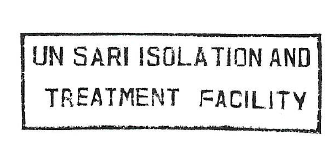 UN SARI ISOLATION AND
TREATMENT FACILITY